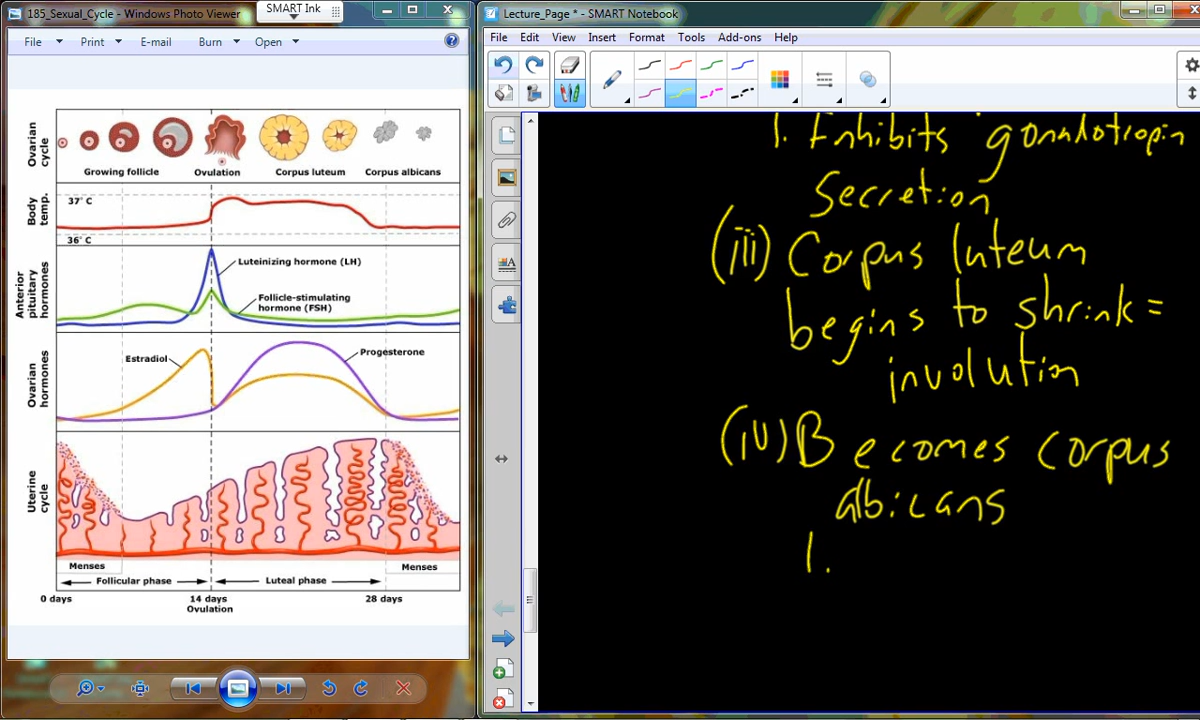 185_Sexual_Cycle - Windows Photo Viewer
SMART Ink
File Print E-mail Burn Open
Ovarian cycle
Growing follicle Ovulation Corpus luteum Corpus albicans
Body temp.
37° C
36° C
Anterior pituitary hormones
Luteinizing hormone (LH)
Follicle-stimulating
hormone (FSH)
Ovarian hormones
Estradiol
Progesterone
Uterine cycle
Menses
Menses
Follicular phase
Luteal phase
0 days 14 days 28 days
Ovulation
Lecture_Page * - SMART Notebook
File Edit View Insert Format Tools Add-ons Help
1. Inhibits gonadotropin
Secretion
(iii) Corpus luteum
begins to shrink =
involution
(iv) Becomes corpus
albicans
1.